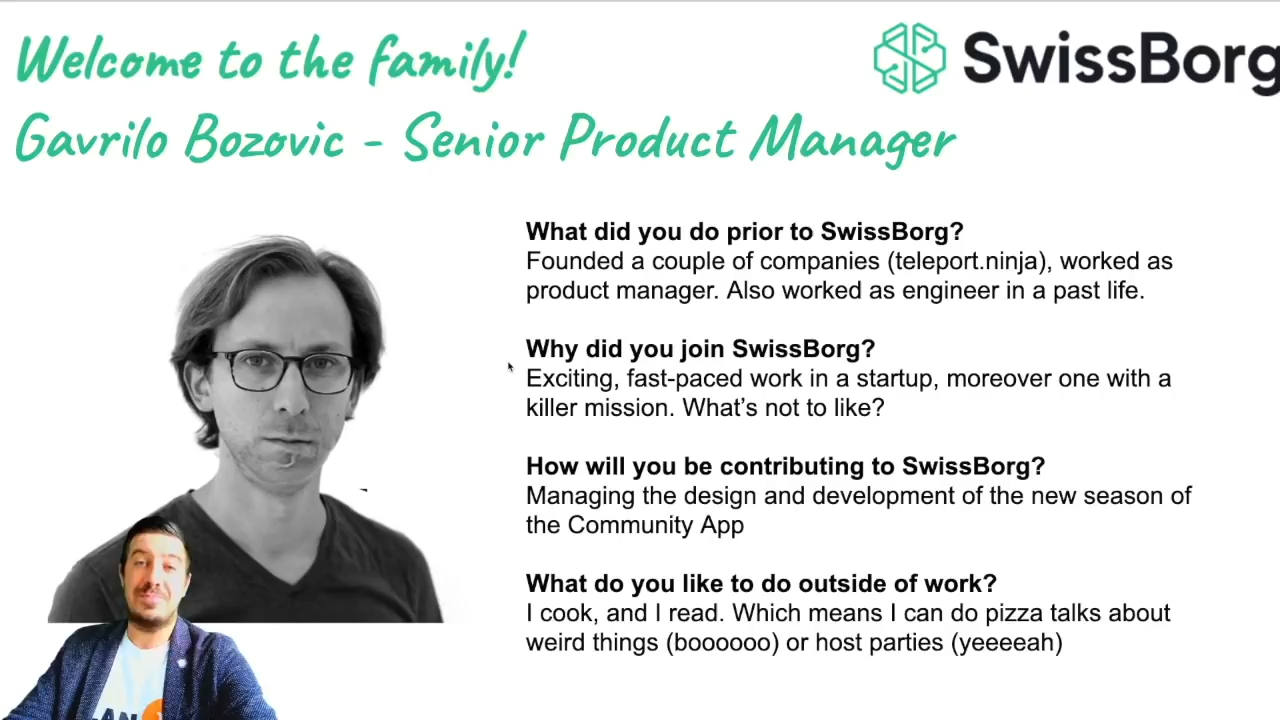 Welcome to the family!
SwissBorg
Gavrilo Bozovic - Senior Product Manager
What did you do prior to SwissBorg?
Founded a couple of companies (teleport.ninja), worked as
product manager. Also worked as engineer in a past life.
Why did you join SwissBorg?
Exciting, fast-paced work in a startup, moreover one with a
killer mission. What's not to like?
How will you be contributing to SwissBorg?
Managing the design and development of the new season of
the Community App
What do you like to do outside of work?
I cook, and I read. Which means I can do pizza talks about
weird things (boooooo) or host parties (yeeeeah)